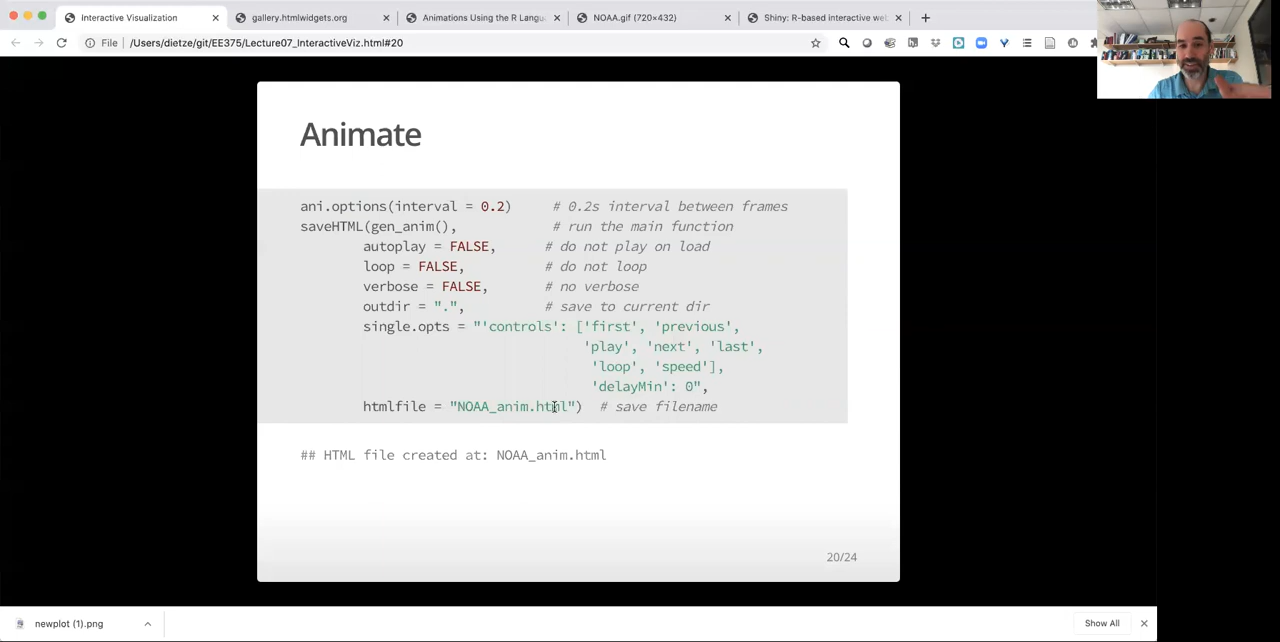 Interactive Visualization
gallery.htmlwidgets.org
Animations Using the R Langu
NOAA.gif (720×432)
Shiny: R-based interactive we
File
/Users/dietze/git/EE375/Lecture07_InteractiveViz.html#20
Animate
ani.options(interval = 0.2) # 0.2s interval between frames
saveHTML(gen_anim(), # run the main function
autoplay = FALSE, # do not play on load
loop = FALSE, # do not loop
verbose = FALSE, # no verbose
outdir = ".", # save to current dir
single.opts = "'controls': ['first', 'previous',
'play', 'next', 'last',
'loop', 'speed'],
'delayMin': 0",
htmlfile = "NOAA_anim.html") # save filename
## HTML file created at: NOAA_anim.html
20/24
newplot (1).png
Show All